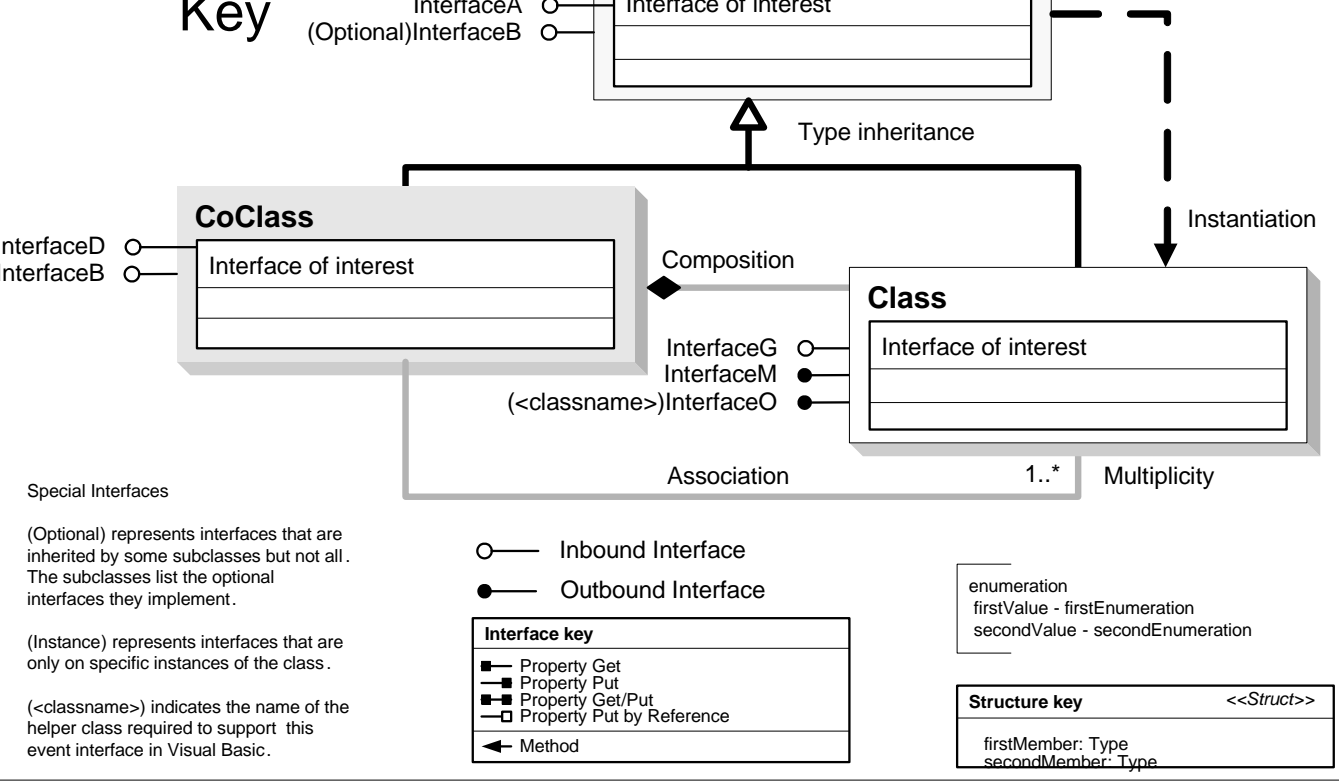 Key
InterfaceA
(Optional)InterfaceB
Interface of interest
Type inheritance
Instantiation
CoClass
Interface of interest
nterfaceD
nterfaceB
Composition
Class
Interface of interest
InterfaceG
InterfaceM
(<classname>)InterfaceO
Association
1..*
Multiplicity
Special Interfaces
(Optional) represents interfaces that are
inherited by some subclasses but not all.
The subclasses list the optional
interfaces they implement.
(Instance) represents interfaces that are
only on specific instances of the class.
(<classname>) indicates the name of the
helper class required to support this
event interface in Visual Basic.
Inbound Interface
Outbound Interface
Interface key
Property Get
Property Put
Property Get/Put
Property Put by Reference
Method
enumeration
firstValue - firstEnumeration
secondValue - secondEnumeration
Structure key <<Struct>>
firstMember: Type
secondMember: Type